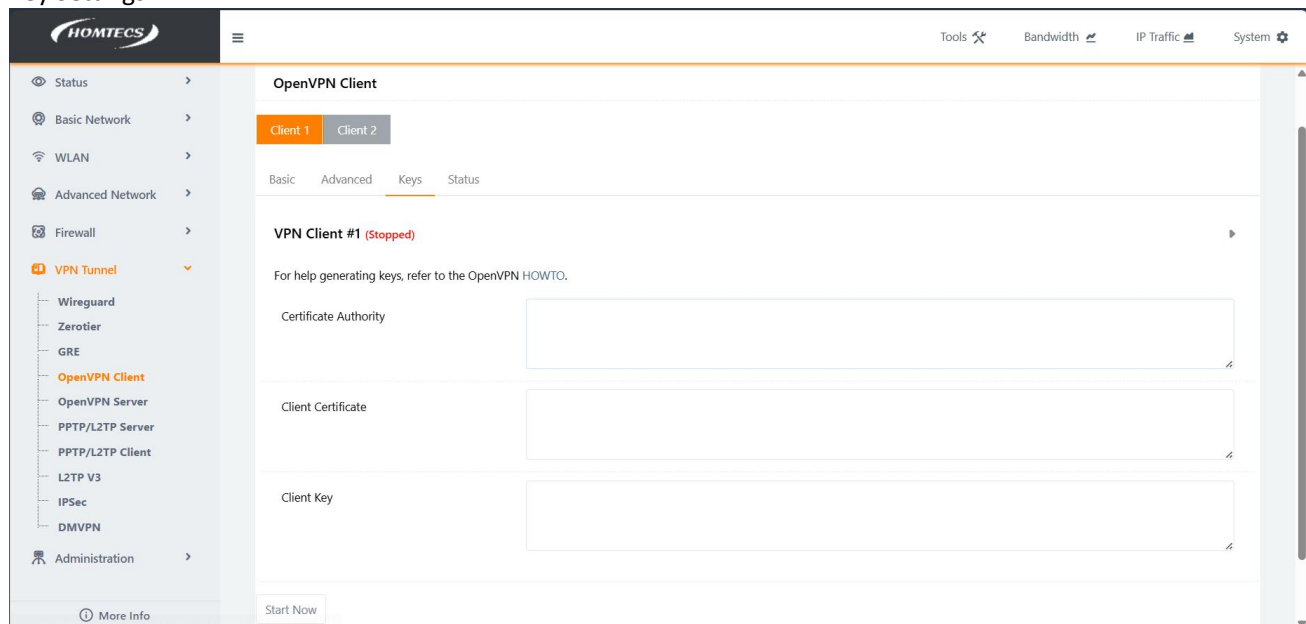 HOMTECS
Tools Bandwidth IP Traffic System
Status
Basic Network
WLAN
Advanced Network
Firewall
VPN Tunnel
Wireguard
Zerotier
GRE
OpenVPN Client
OpenVPN Server
PPTP/L2TP Server
PPTP/L2TP Client
L2TP V3
IPSec
DMVPN
Administration
More Info
OpenVPN Client
Client 1 Client 2
Basic Advanced Keys Status
VPN Client #1 (Stopped)
For help generating keys, refer to the OpenVPN HOWTO.
Certificate Authority
Client Certificate
Client Key
Start Now